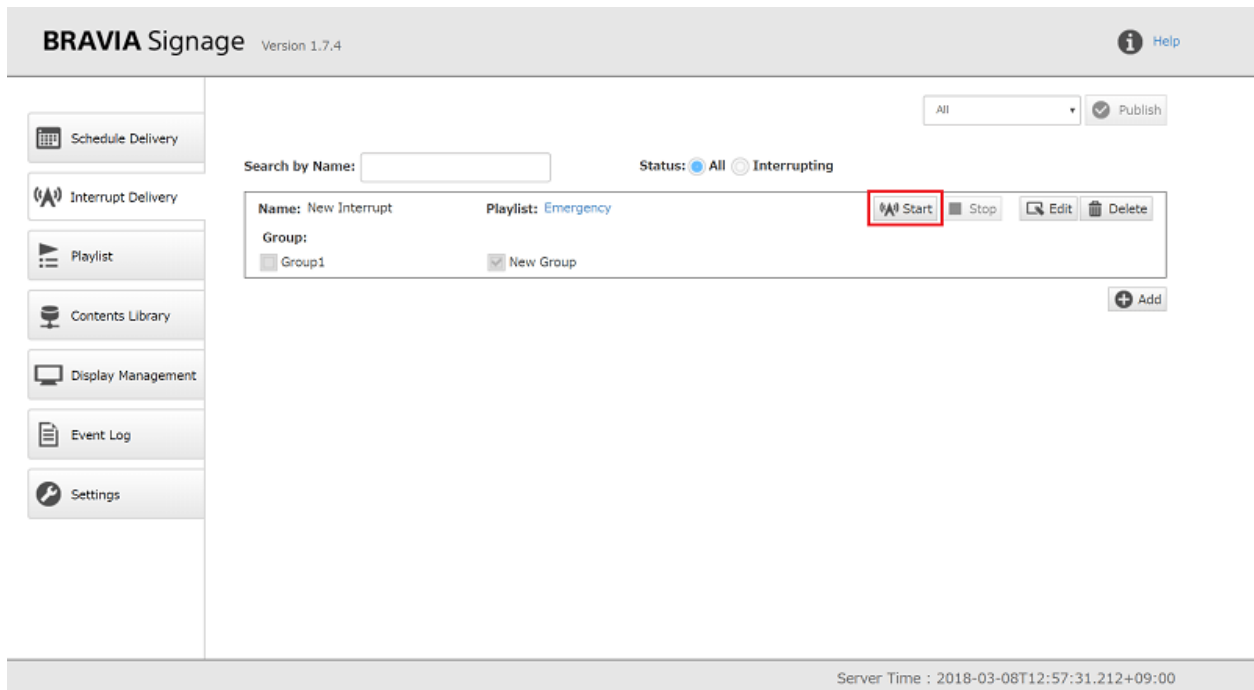 BRAVIA Signage Version 1.7.4
Help
All
Publish
Schedule Delivery
Search by Name:
Status: All Interrupting
Interrupt Delivery
Name: New Interrupt Playlist: Emergency Start Stop Edit Delete
Group:
Group1 New Group
Playlist
Add
Contents Library
Display Management
Event Log
Settings
Server Time : 2018-03-08T12:57:31.212+09:00